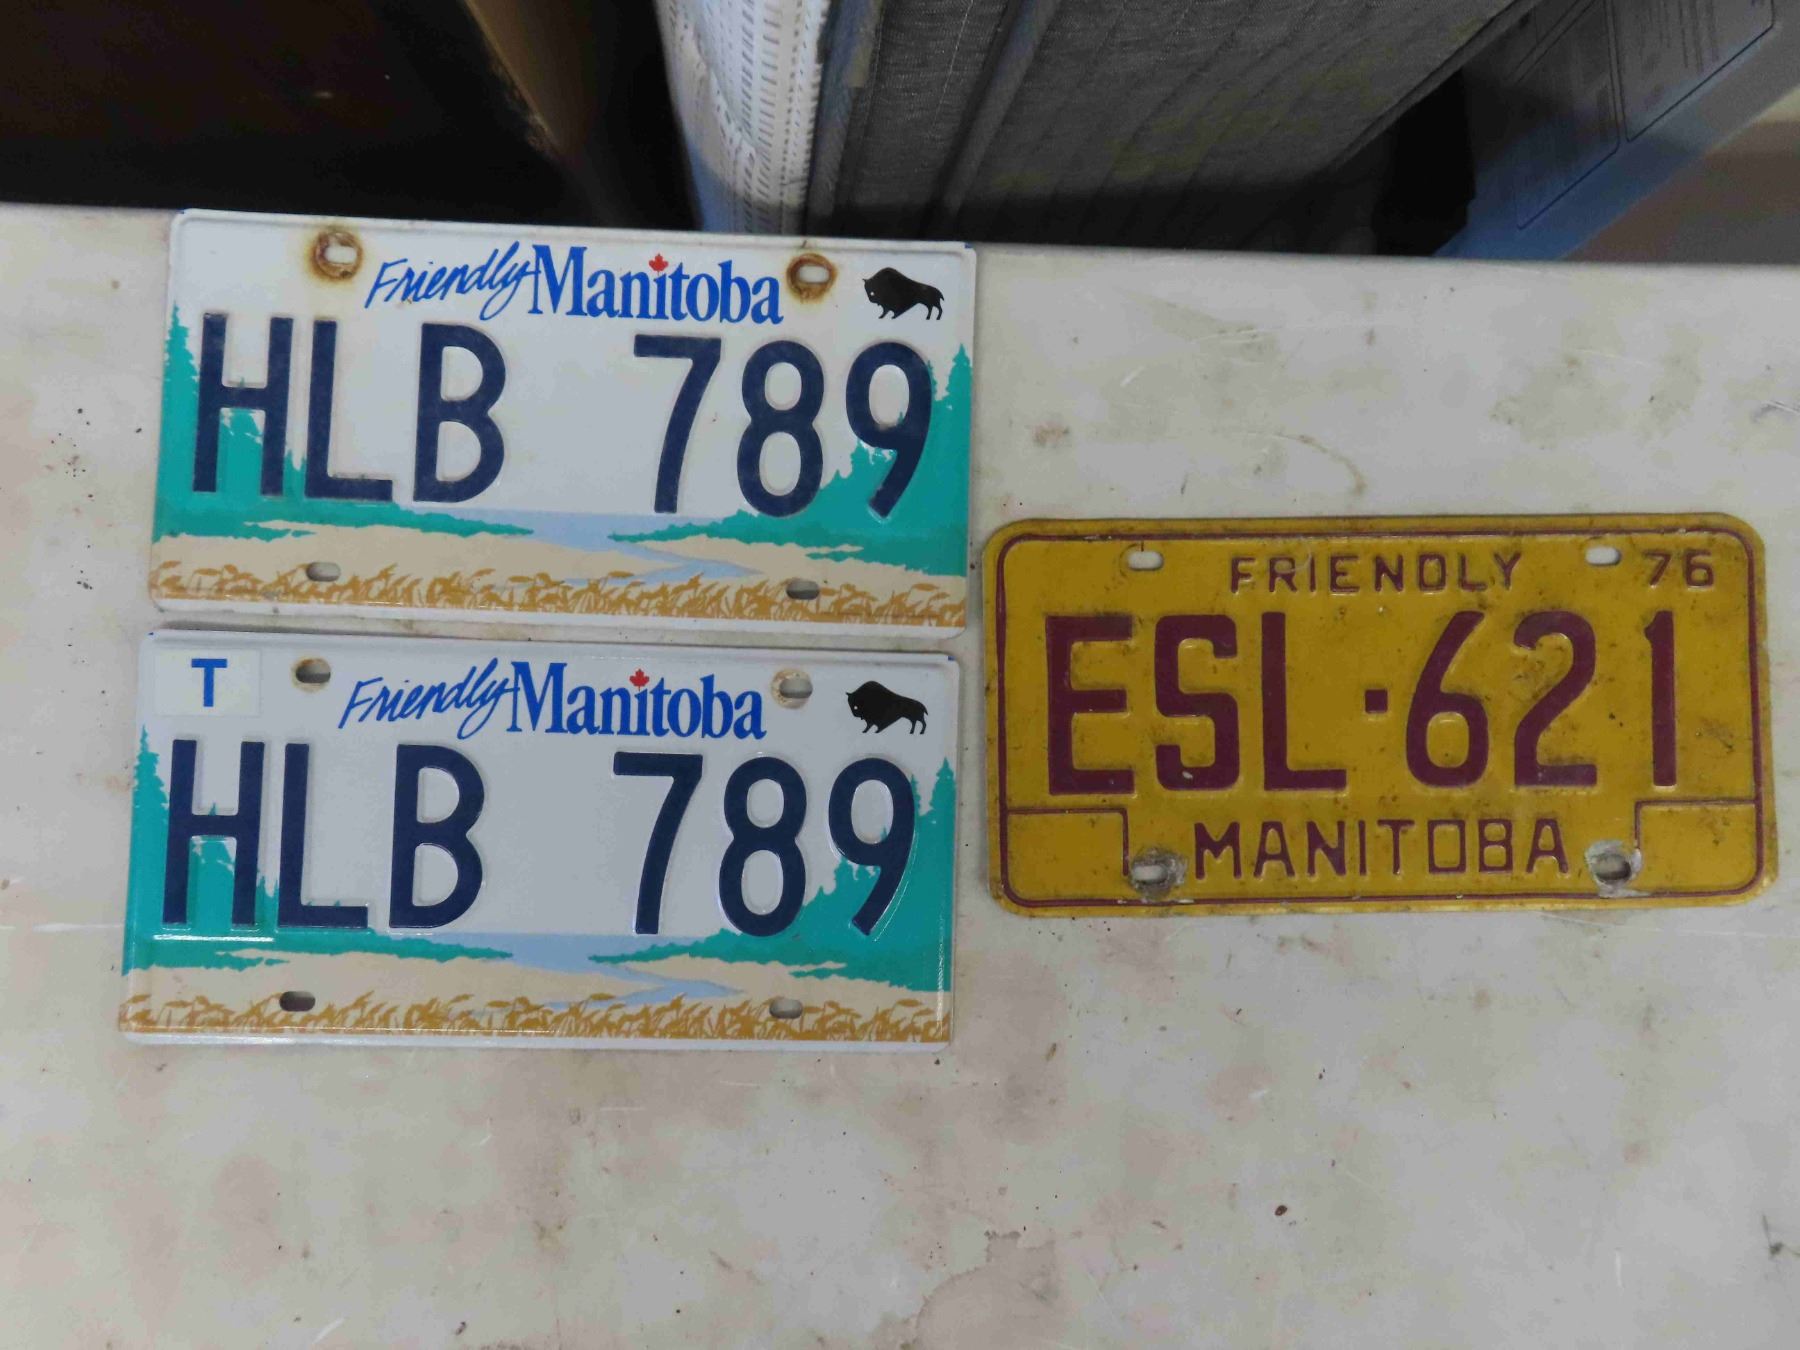 Friendly Manitoba
HLB 789
T
Friendly Manitoba
HLB 789
FRIENDLY 76
ESL·621
MANITOBA